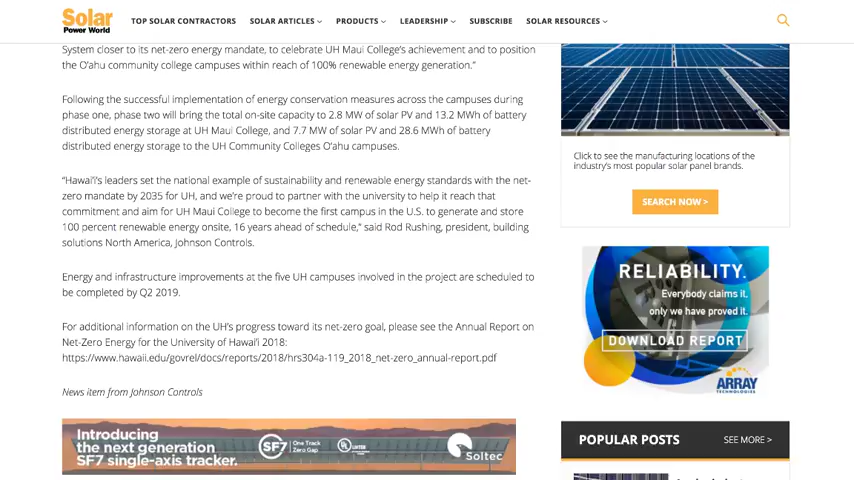 Solar
Power World
TOP SOLAR CONTRACTORS SOLAR ARTICLES PRODUCTS LEADERSHIP SUBSCRIBE SOLAR RESOURCES
System closer to its net-zero energy mandate, to celebrate UH Maui College's achievement and to position
the O'ahu community college campuses within reach of 100% renewable energy generation."
Following the successful implementation of energy conservation measures across the campuses during
phase one, phase two will bring the total on-site capacity to 2.8 MW of solar PV and 13.2 MWh of battery
distributed energy storage at UH Maui College, and 7.7 MW of solar PV and 28.6 MWh of battery
distributed energy storage to the UH Community Colleges O'ahu campuses.
"Hawai'i's leaders set the national example of sustainability and renewable energy standards with the net-
zero mandate by 2035 for UH, and we're proud to partner with the university to help it reach that
commitment and aim for UH Maui College to become the first campus in the U.S. to generate and store
100 percent renewable energy onsite, 16 years ahead of schedule," said Rod Rushing, president, building
solutions North America, Johnson Controls.
Energy and infrastructure improvements at the five UH campuses involved in the project are scheduled to
be completed by Q2 2019.
For additional information on the UH's progress toward its net-zero goal, please see the Annual Report on
Net-Zero Energy for the University of Hawai'i 2018:
https://www.hawaii.edu/govrel/docs/reports/2018/hrs304a-119_2018_net-zero_annual-report.pdf
News item from Johnson Controls
Introducing
the next generation
SF7 single-axis tracker.
SF7
One Track
Zero Gap
UL LISTED
Soltec
Click to see the manufacturing locations of the
industry's most popular solar panel brands.
SEARCH NOW >
RELIABILITY.
Everybody claims it,
only we have proved it.
DOWNLOAD REPORT
ARRAY
TECHNOLOGIES
POPULAR POSTS SEE MORE >